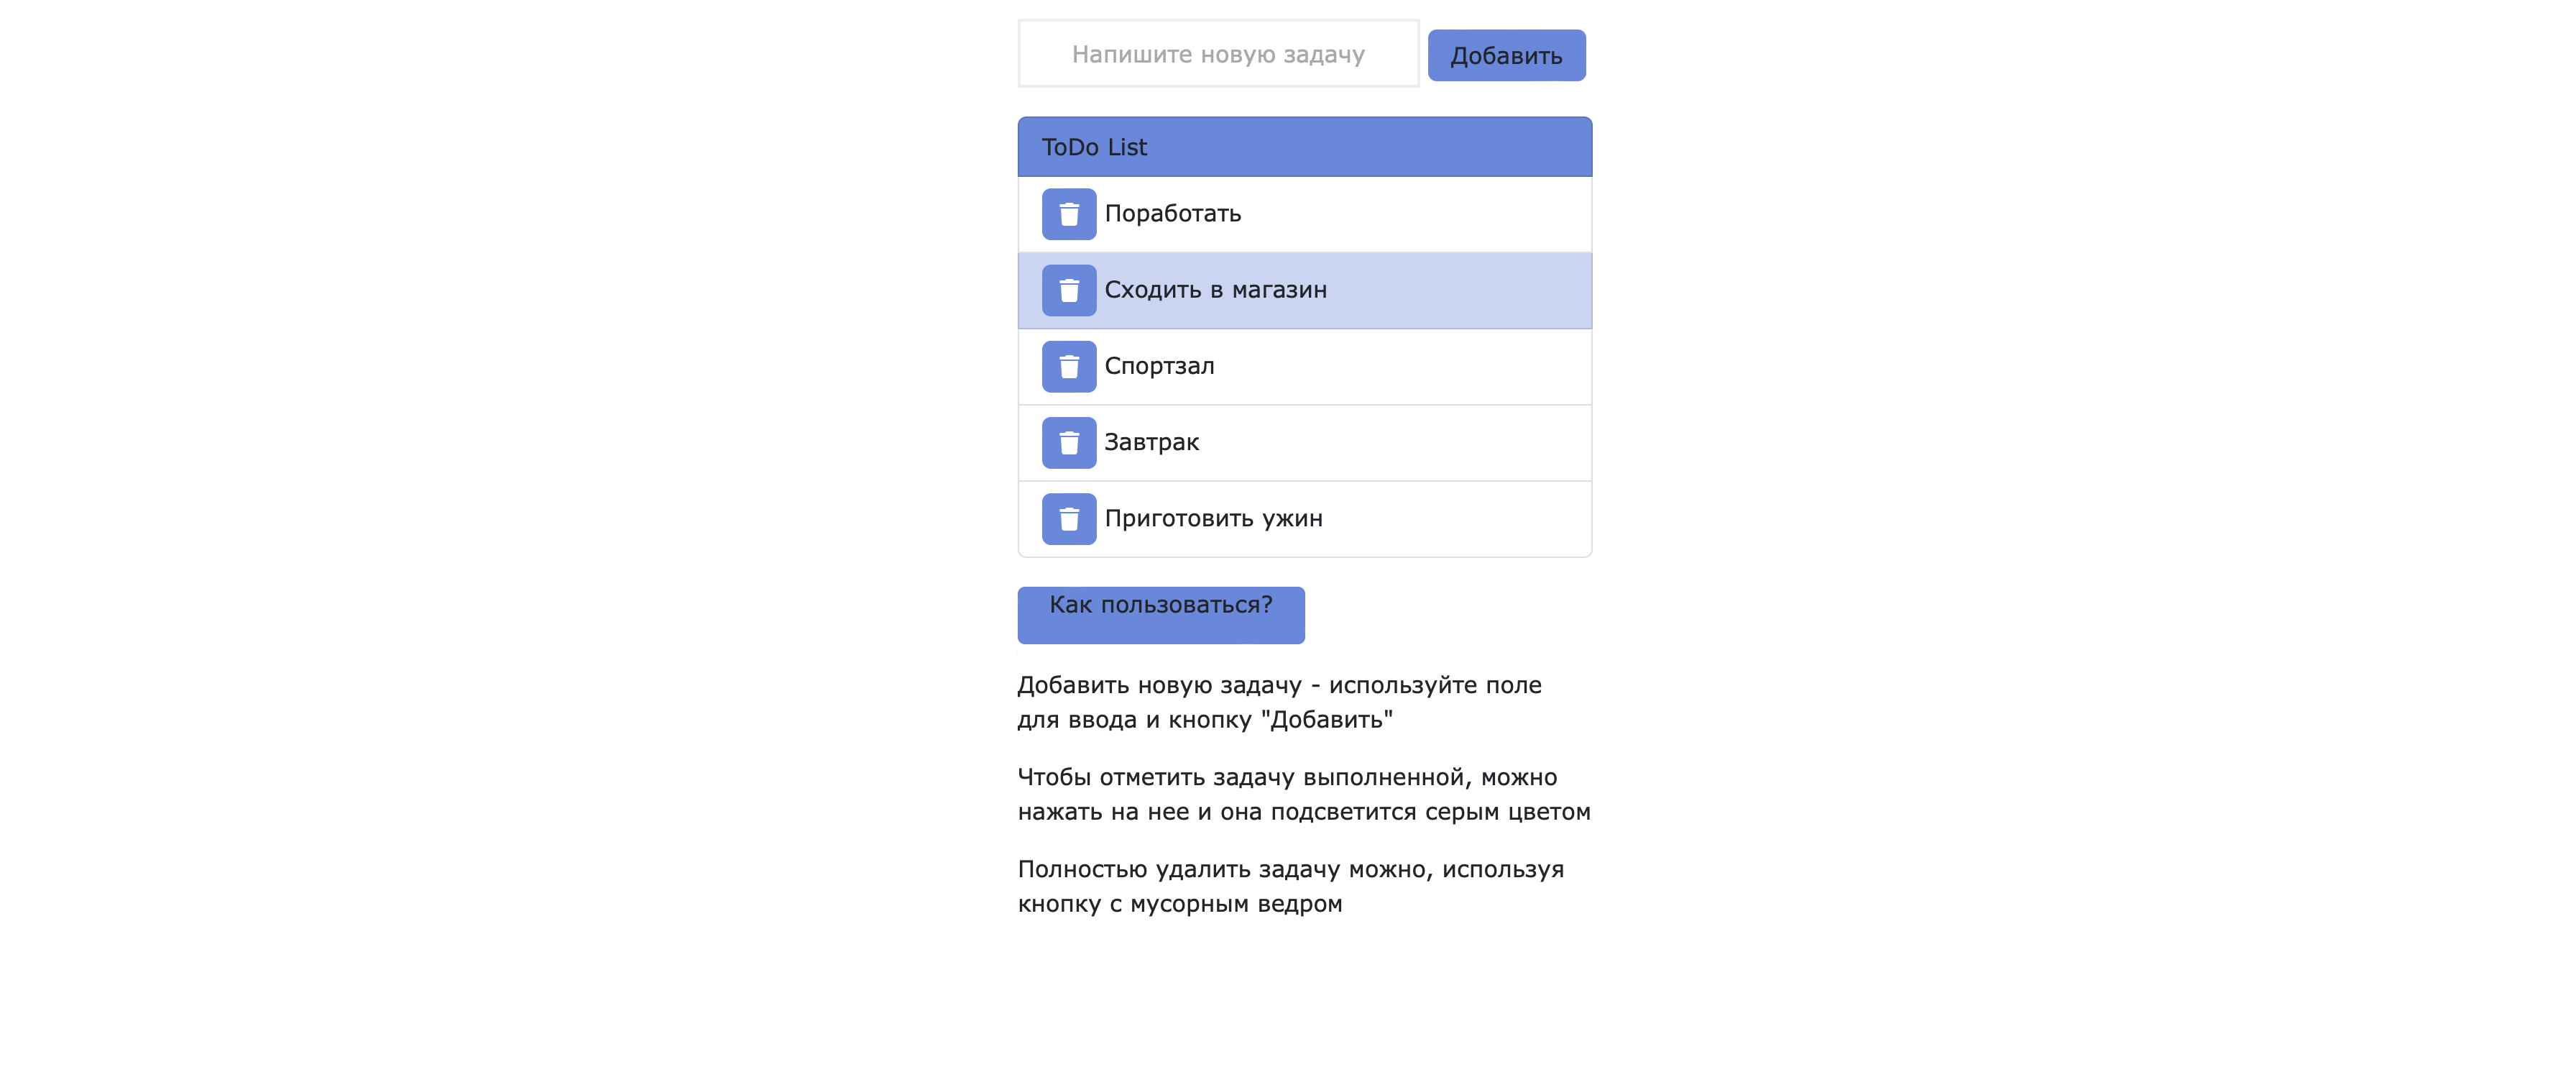 Напишите новую задачу
Добавить
ToDo List
Поработать
Сходить в магазин
Спортзал
Завтрак
Приготовить ужин
Как пользоваться?
Добавить новую задачу - используйте поле
для ввода и кнопку "Добавить"
Чтобы отметить задачу выполненной, можно
нажать на нее и она подсветится серым цветом
Полностью удалить задачу можно, используя
кнопку с мусорным ведром